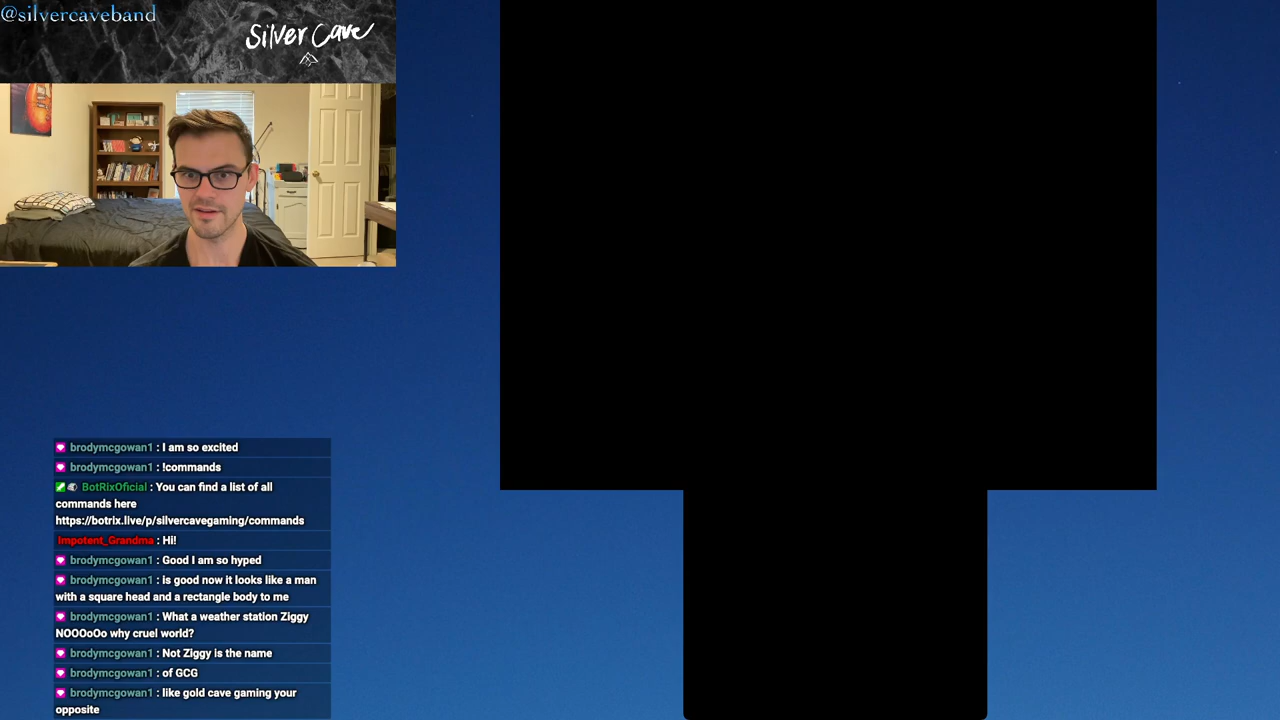 @silvercaveband
Silver Cave
brodymcgowan1 : I am so excited
brodymcgowan1 : !commands
BotRixOficial : You can find a list of all
commands here
https://botrix.live/p/silvercavegaming/commands
Impotent_Grandma : Hi!
brodymcgowan1 : Good I am so hyped
brodymcgowan1 : is good now it looks like a man
with a square head and a rectangle body to me
brodymcgowan1 : What a weather station Ziggy
NOOOoOo why cruel world?
brodymcgowan1 : Not Ziggy is the name
brodymcgowan1 : of GCG
brodymcgowan1 : like gold cave gaming your
opposite